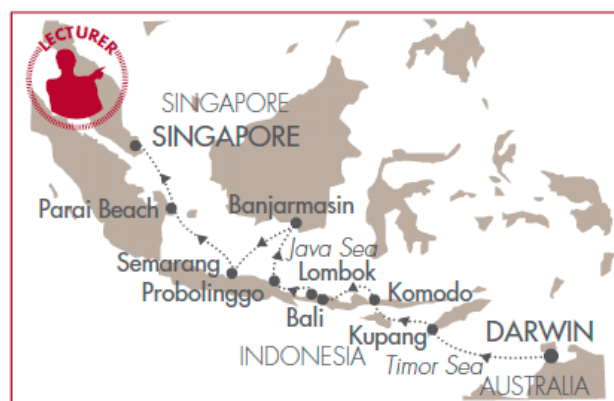 LECTURER
SINGAPORE
SINGAPORE
Parai Beach
Banjarmasin
Java Sea
Semarang
Lombok
Probolinggo
Komodo
Bali
Kupang
DARWIN
INDONESIA
Timor Sea
AUSTRALIA